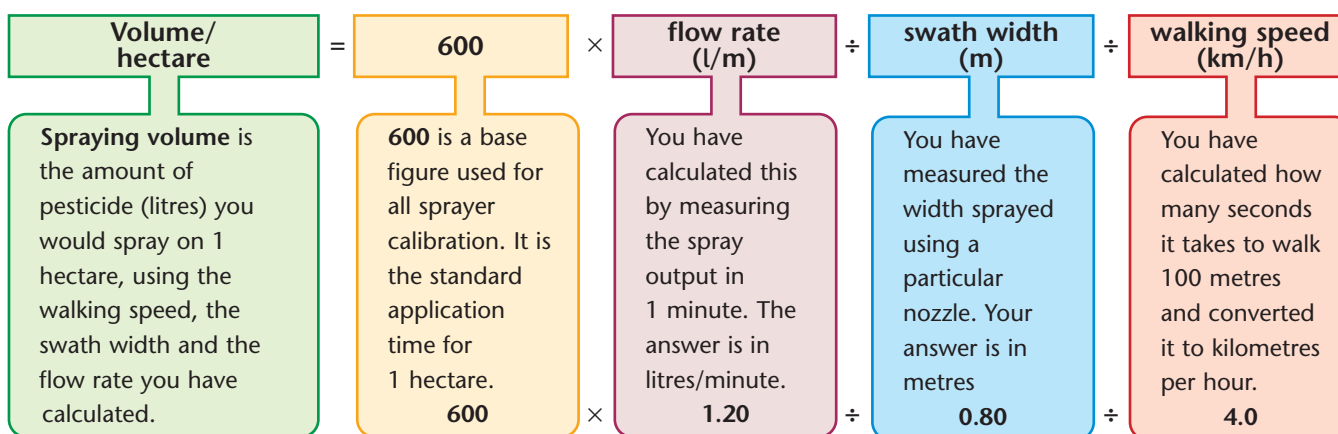 Volume/
hectare
=
600
×
flow rate
(l/m)
÷
swath width
(m)
÷
walking speed
(km/h)
Spraying volume is
the amount of
pesticide (litres) you
would spray on 1
hectare, using the
walking speed, the
swath width and the
flow rate you have
calculated.
600 is a base
figure used for
all sprayer
calibration. It is
the standard
application
time for
1 hectare.
600
×
You have
calculated this
by measuring
the spray
output in
1 minute. The
answer is in
litres/minute.
1.20
÷
You have
measured the
width sprayed
using a
particular
nozzle. Your
answer is in
metres
0.80
÷
You have
calculated how
many seconds
it takes to walk
100 metres
and converted
it to kilometres
per hour.
4.0